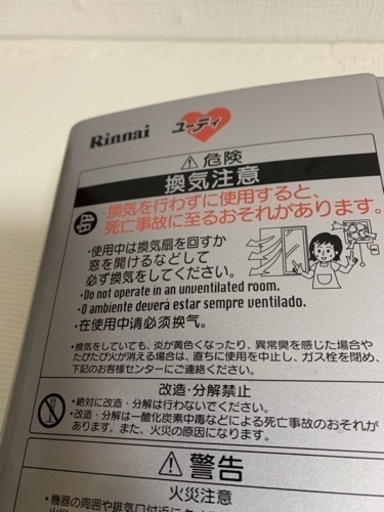 Rinnai ユーティ
⚠危険
換気注意
・換気を行わずに使用すると、
死亡事故に至るおそれがあります。
・使用中は換気扇を回すか
窓を開けるなどして
必ず換気をしてください。
・Do not operate in an unventilated room.
・O ambiente deverá estar sempre ventilado.
・在使用中请必须换气。
・換気をしていても、炎が黄色くなったり、異常臭を感じた場合や
たびたび火が消える場合は、直ちに使用を中止し、ガス栓を閉め、
下記のお客様センターにご連絡ください。
改造・分解禁止
・絶対に改造・分解は行わないでください。
・改造・分解は一酸化炭素中毒などによる死亡事故のおそれが
あります。また、火災の原因になります。
⚠警告
火災注意
・機器の周囲や排気口付近に